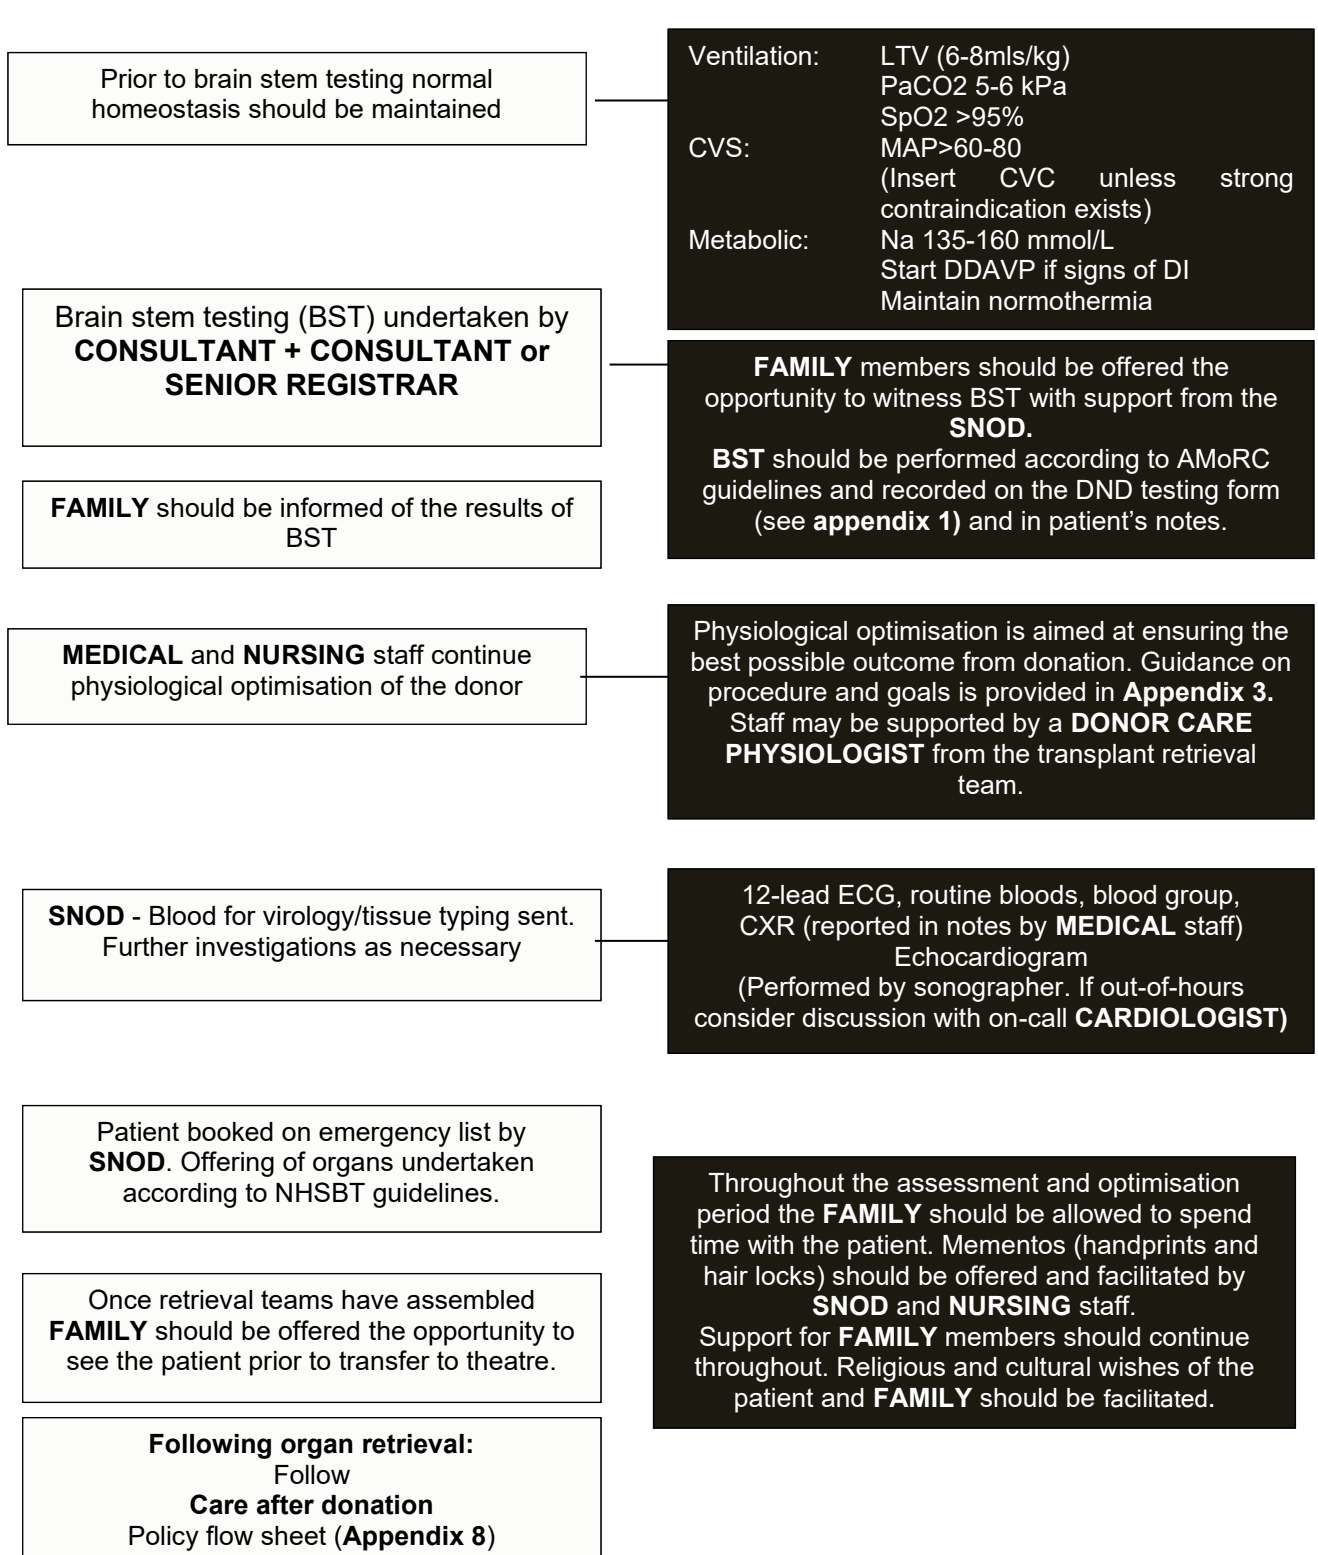 Prior to brain stem testing normal
homeostasis should be maintained
Ventilation: LTV (6-8mls/kg)
PaCO2 5-6 kPa
SpO2 >95%
CVS: MAP>60-80
(Insert CVC unless strong
contraindication exists)
Metabolic: Na 135-160 mmol/L
Start DDAVP if signs of DI
Maintain normothermia
Brain stem testing (BST) undertaken by
CONSULTANT + CONSULTANT or
SENIOR REGISTRAR
FAMILY members should be offered the
opportunity to witness BST with support from the
SNOD.
BST should be performed according to AMoRC
guidelines and recorded on the DND testing form
(see appendix 1) and in patient's notes.
FAMILY should be informed of the results of
BST
MEDICAL and NURSING staff continue
physiological optimisation of the donor
Physiological optimisation is aimed at ensuring the
best possible outcome from donation. Guidance on
procedure and goals is provided in Appendix 3.
Staff may be supported by a DONOR CARE
PHYSIOLOGIST from the transplant retrieval
team.
SNOD - Blood for virology/tissue typing sent.
Further investigations as necessary
12-lead ECG, routine bloods, blood group,
CXR (reported in notes by MEDICAL staff)
Echocardiogram
(Performed by sonographer. If out-of-hours
consider discussion with on-call CARDIOLOGIST)
Patient booked on emergency list by
SNOD. Offering of organs undertaken
according to NHSBT guidelines.
Throughout the assessment and optimisation
period the FAMILY should be allowed to spend
time with the patient. Mementos (handprints and
hair locks) should be offered and facilitated by
SNOD and NURSING staff.
Support for FAMILY members should continue
throughout. Religious and cultural wishes of the
patient and FAMILY should be facilitated.
Once retrieval teams have assembled
FAMILY should be offered the opportunity to
see the patient prior to transfer to theatre.
Following organ retrieval:
Follow
Care after donation
Policy flow sheet (Appendix 8)